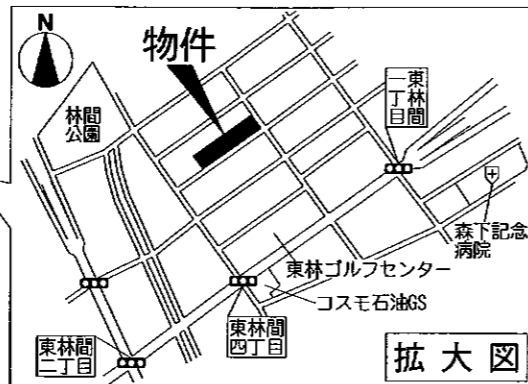 N
物件
林間
公園
東林間
一丁目
森下記念
病院
東林ゴルフセンター
コスモ石油GS
東林間
四丁目
東林間
二丁目
拡大図